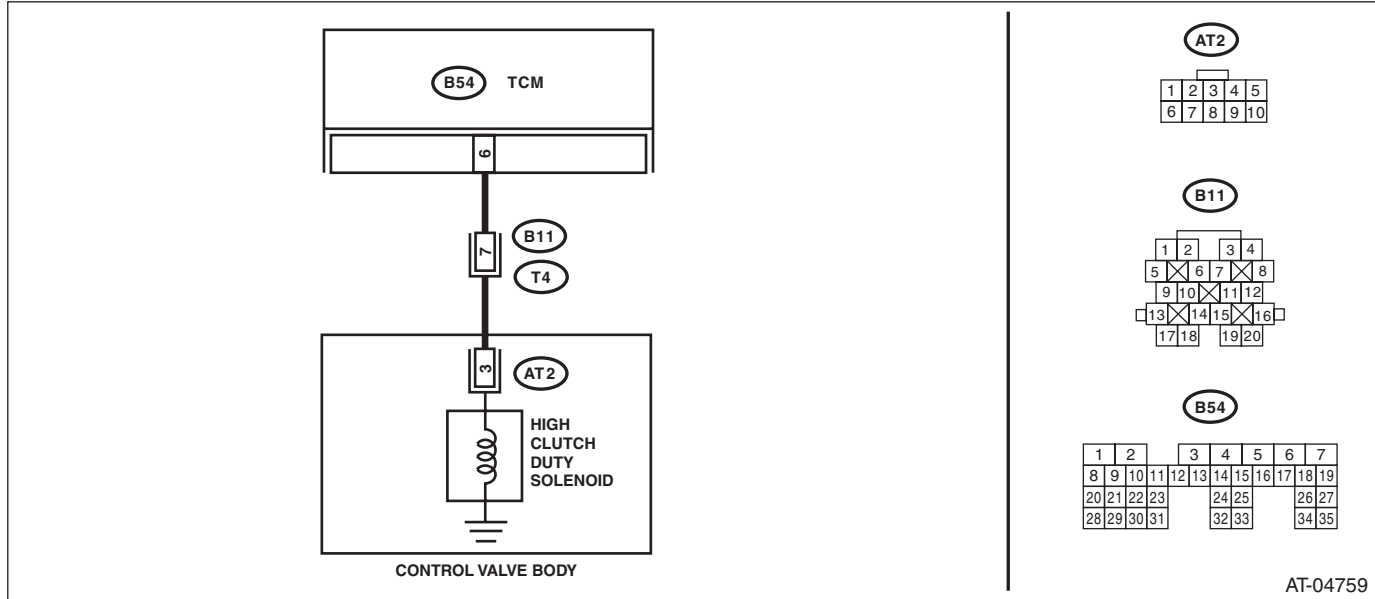 B54 TCM
6
7
B11
T4
3
AT2
HIGH
CLUTCH
DUTY
SOLENOID
CONTROL VALVE BODY
AT2
1 2 3 4 5
6 7 8 9 10
B11
1 2 3 4
5 6 7 8
9 10 11 12
13 14 15 16
17 18 19 20
B54
1 2 3 4 5 6 7
8 9 10 11 12 13 14 15 16 17 18 19
20 21 22 23 24 25 26 27
28 29 30 31 32 33 34 35
AT-04759